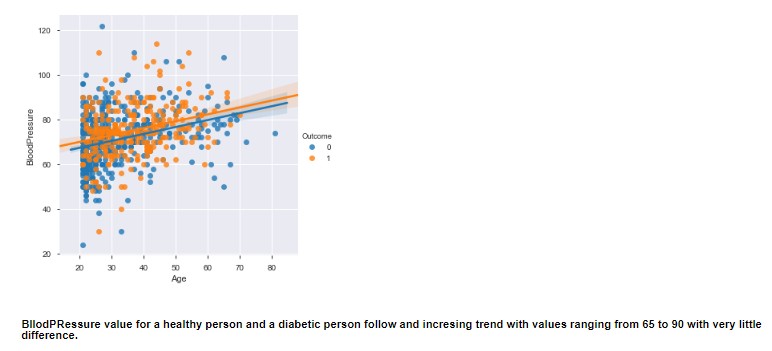 120
100
80
60
40
20
BloodPressure
20 30 40 50 60 70 80
Age
Outcome
0
1
BlIodPRessure value for a healthy person and a diabetic person follow and incresing trend with values ranging from 65 to 90 with very little
difference.